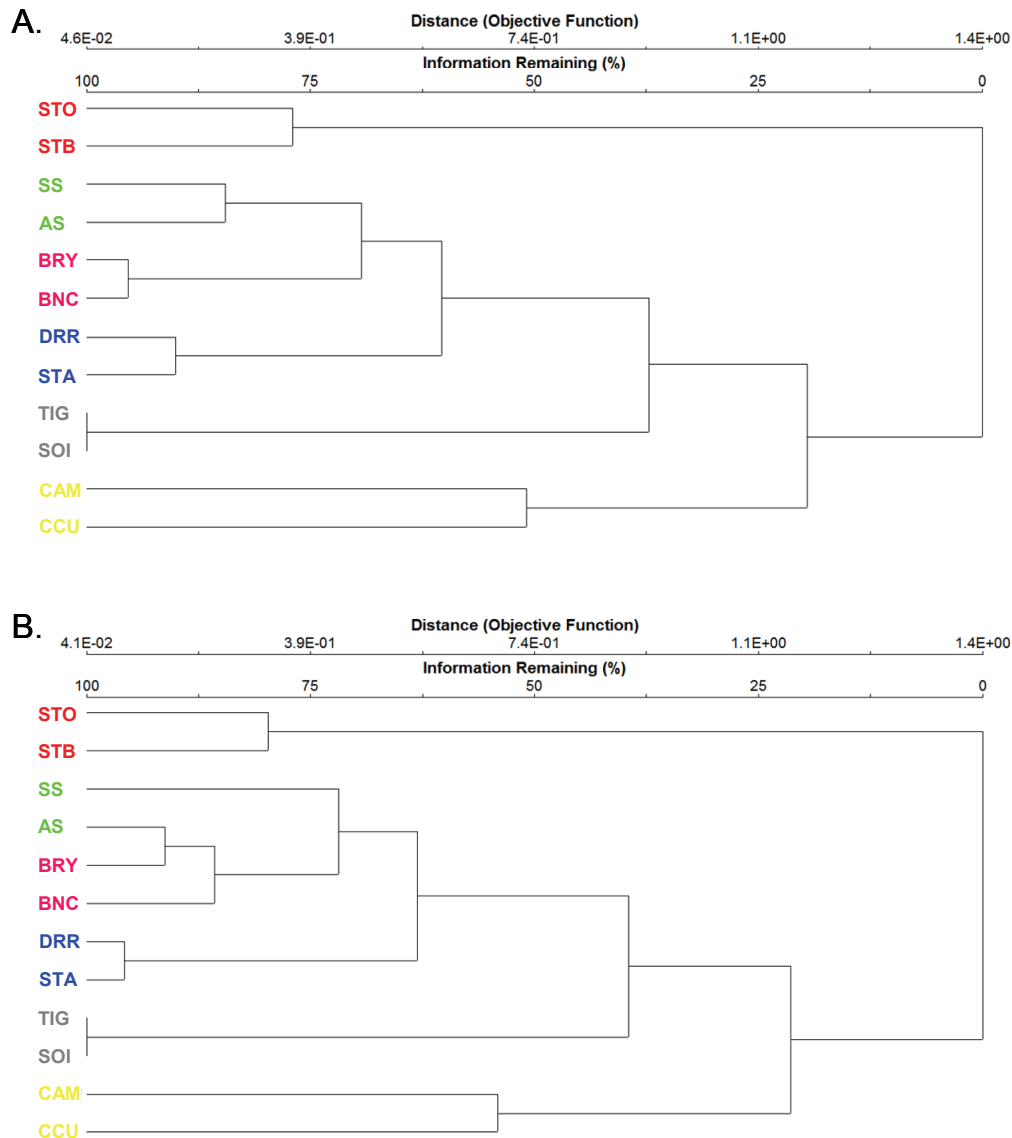 A.
Distance (Objective Function)
4.6E-02 3.9E-01 7.4E-01 1.1E+00 1.4E+00
Information Remaining (%)
100 75 50 25 0
STO
STB
SS
AS
BRY
BNC
DRR
STA
TIG
SOI
CAM
CCU
B.
Distance (Objective Function)
4.1E-02 3.9E-01 7.4E-01 1.1E+00 1.4E+00
Information Remaining (%)
100 75 50 25 0
STO
STB
SS
AS
BRY
BNC
DRR
STA
TIG
SOI
CAM
CCU